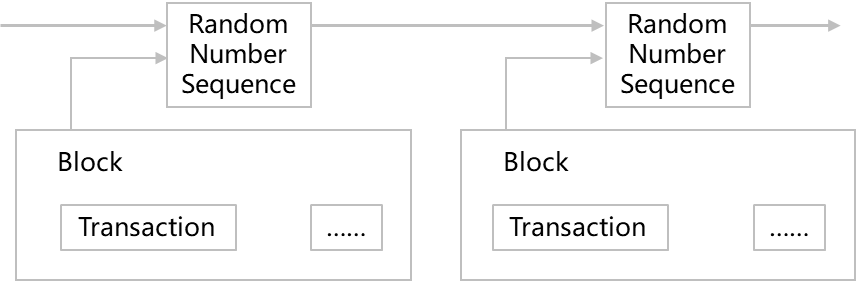 Random
Number
Sequence
Random
Number
Sequence
Block
Transaction
......
Block
Transaction
......